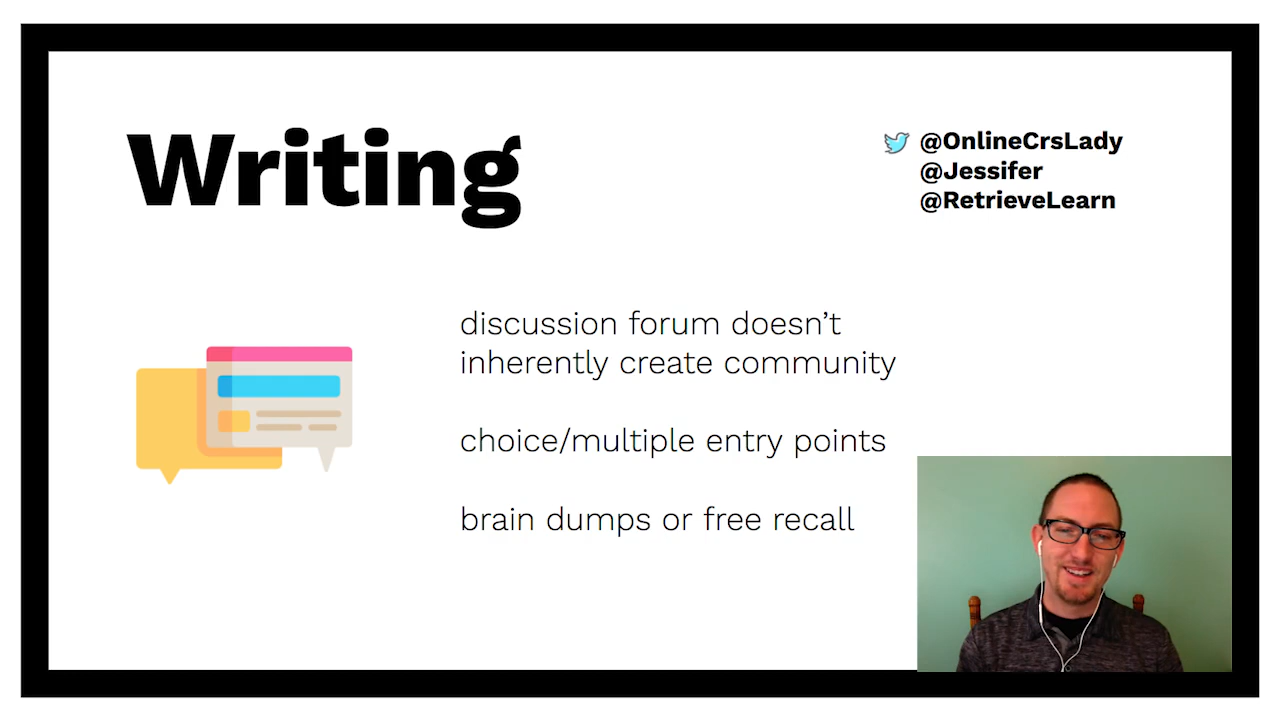 Writing
@OnlineCrsLady
@Jessifer
@RetrieveLearn
discussion forum doesn’t
inherently create community
choice/multiple entry points
brain dumps or free recall